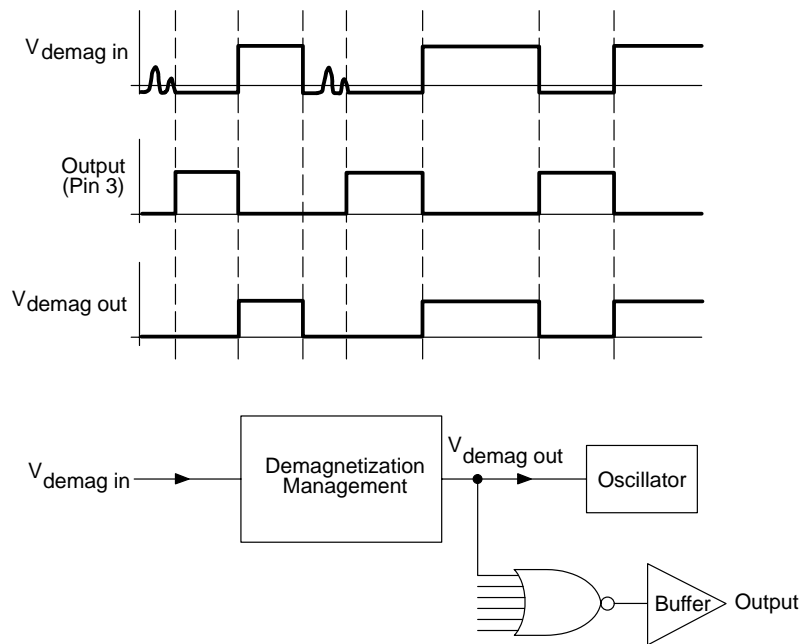 V demag in
Output
(Pin 3)
V demag out
V demag in
Demagnetization
Management
V demag out
Oscillator
Buffer
Output